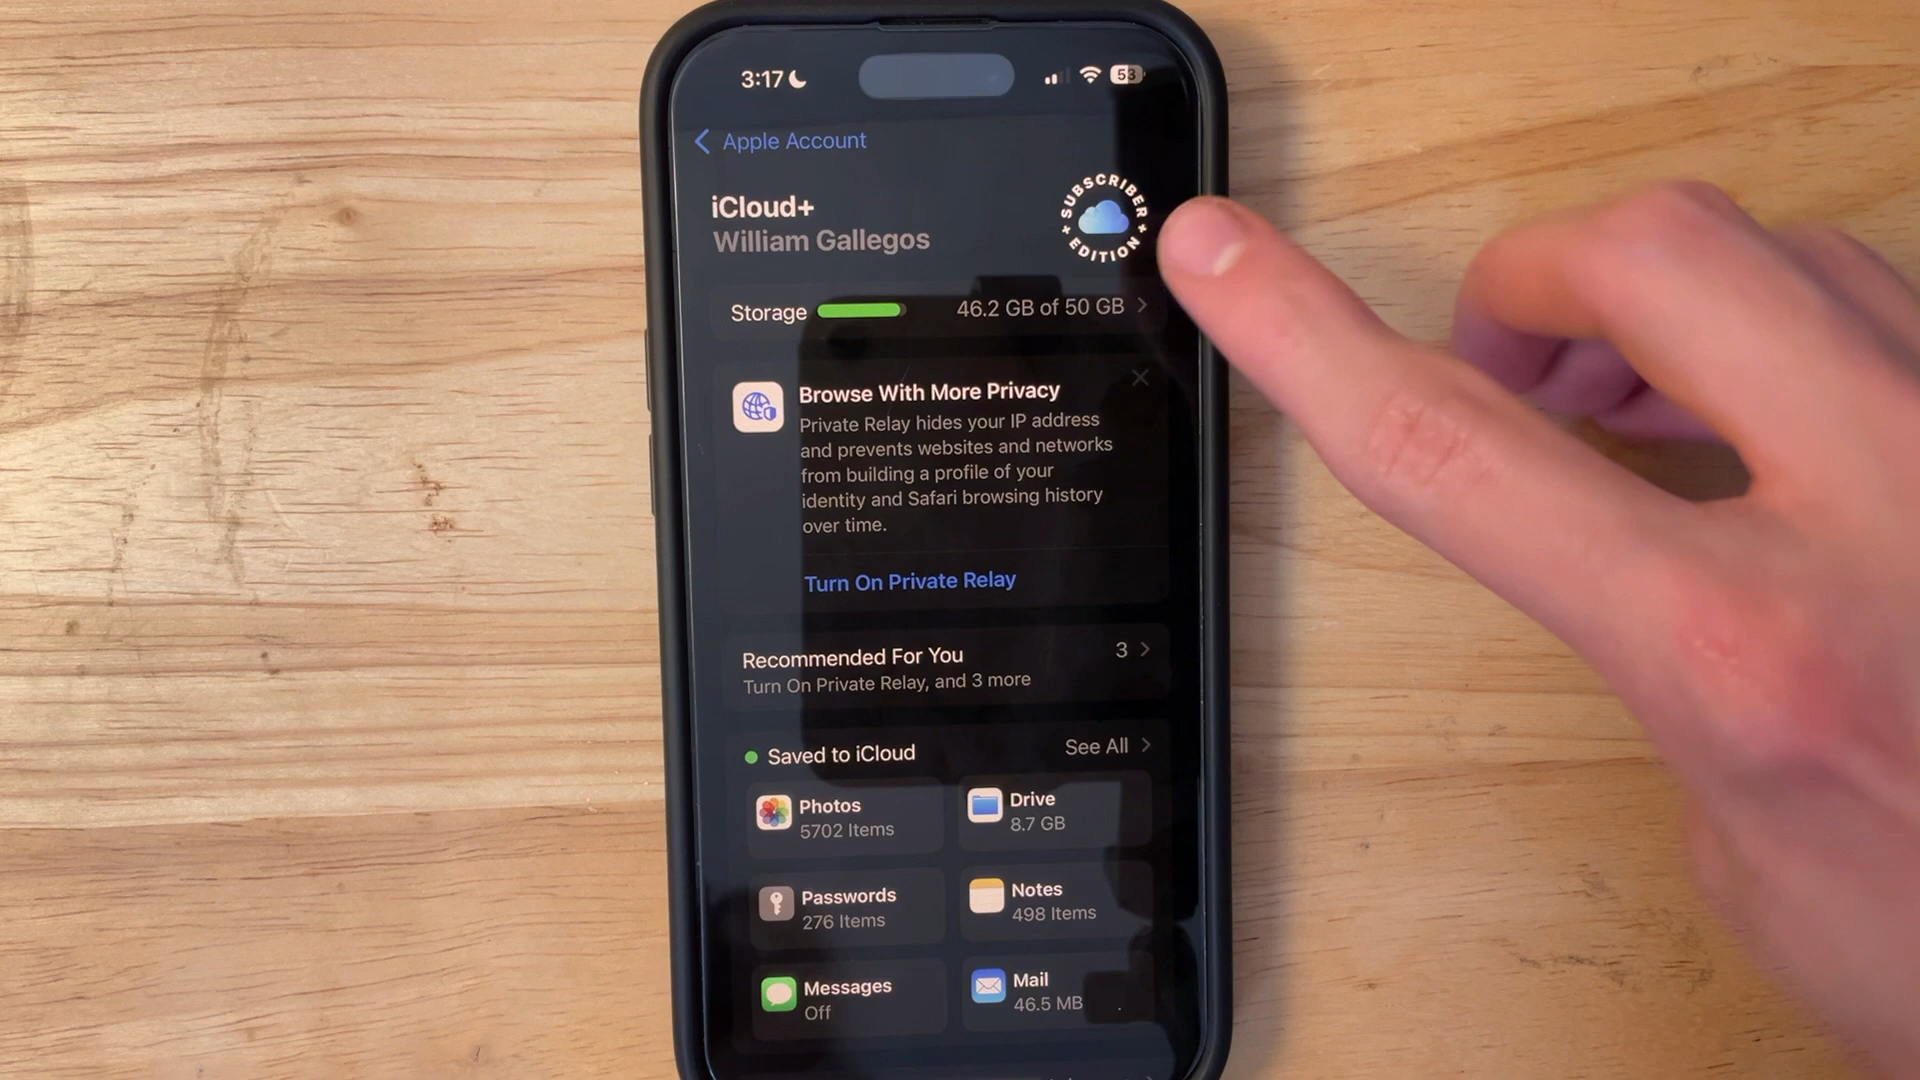 3:17
53
Apple Account
iCloud+
William Gallegos
SUBSCRIBER EDITION
Storage
46.2 GB of 50 GB
Browse With More Privacy
Private Relay hides your IP address
and prevents websites and networks
from building a profile of your
identity and Safari browsing history
over time.
Turn On Private Relay
Recommended For You
3
Turn On Private Relay, and 3 more
Saved to iCloud
See All
Photos
5702 Items
Drive
8.7 GB
Passwords
276 Items
Notes
498 Items
Messages
Off
Mail
46.5 MB